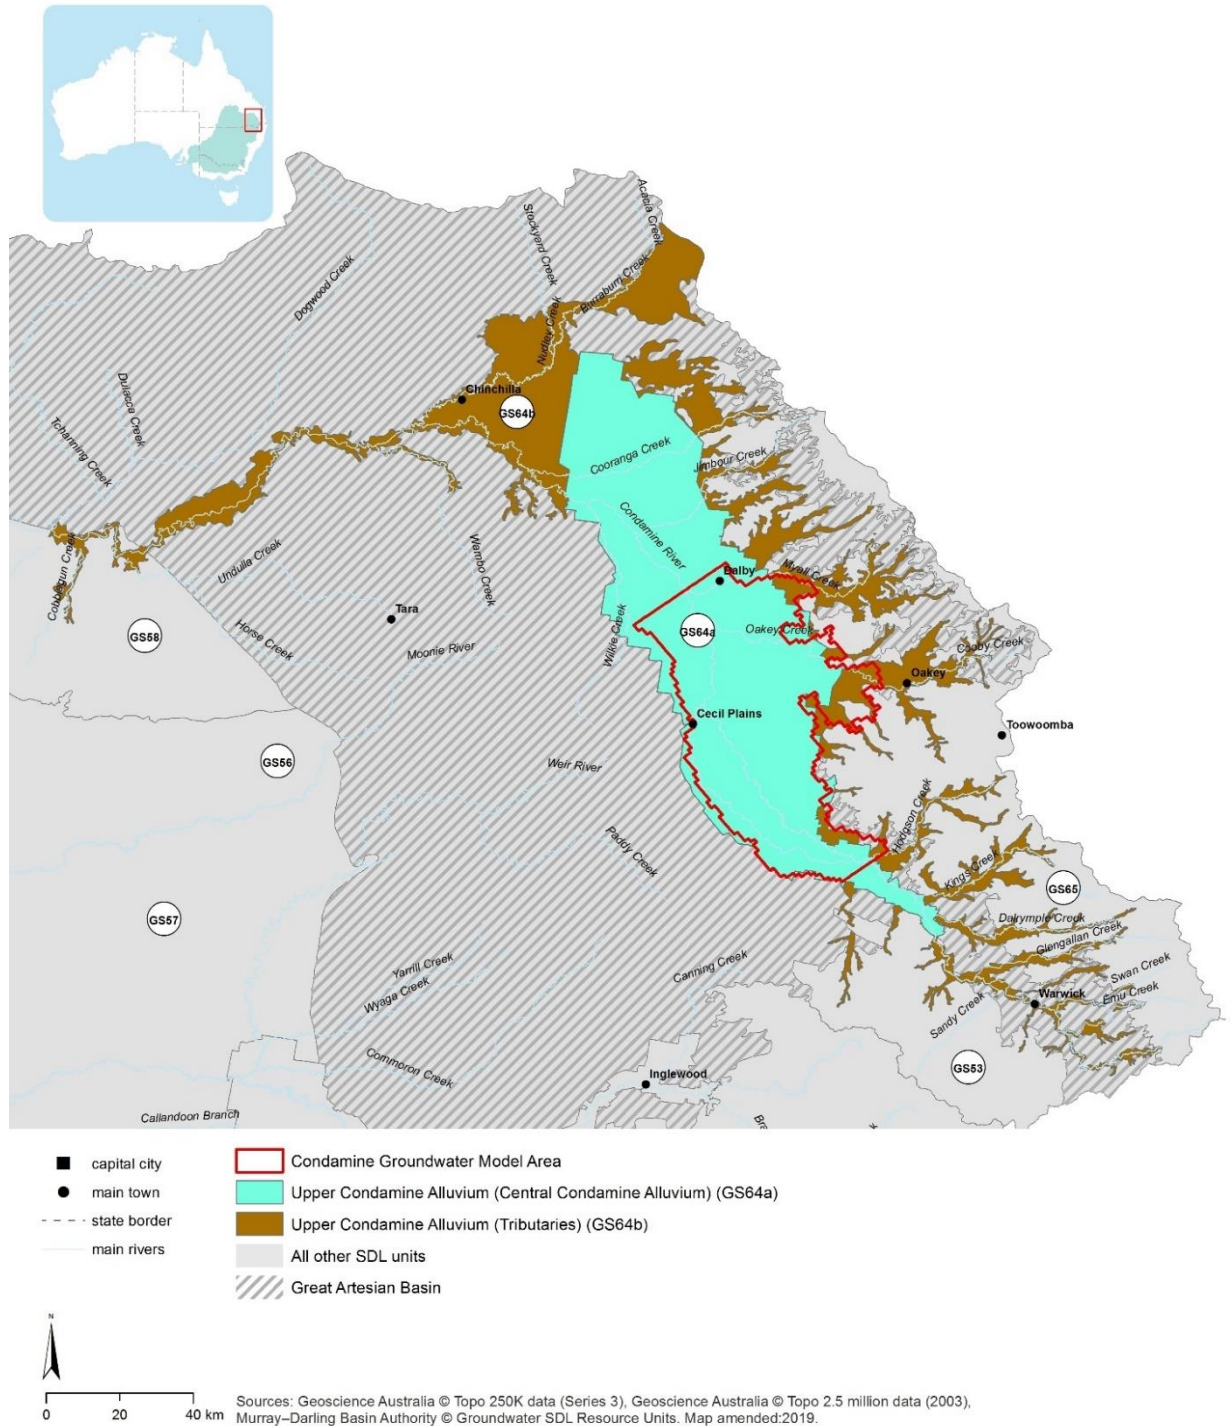 Acacia Creek
Stockyard Creek
Burraburri Creek
Dogwood Creek
Nudley Creek
Dulacca Creek
Chinchilla
GS64b
Tchanning Creek
Cooranga Creek
Jimbour Creek
Condamine River
Cobblegun Creek
Undulla Creek
Wambo Creek
Dalby
Myall Creek
Tara
GS58
Horse Creek
Moonie River
Wilkie Creek
GS64a
Oakey Creek
Cooby Creek
Oakey
Cecil Plains
Toowoomba
GS56
Weir River
Hodgson Creek
Paddy Creek
Kings Creek
GS65
GS57
Dalrymple Creek
Glengallan Creek
Yarrill Creek
Canning Creek
Swan Creek
Wyaga Creek
Warwick
Emu Creek
Sandy Creek
Commoron Creek
Inglewood
GS53
Callandoon Branch
Bra
capital city
main town
state border
main rivers
Condamine Groundwater Model Area
Upper Condamine Alluvium (Central Condamine Alluvium) (GS64a)
Upper Condamine Alluvium (Tributaries) (GS64b)
All other SDL units
Great Artesian Basin
N
0 20 40 km
Sources: Geoscience Australia © Topo 250K data (Series 3), Geoscience Australia © Topo 2.5 million data (2003),
Murray–Darling Basin Authority © Groundwater SDL Resource Units. Map amended:2019.